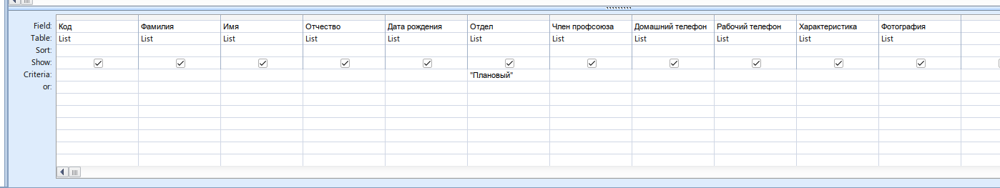 Field: Код Фамилия Имя Отчество Дата рождения Отдел Член профсоюза Домашний телефон Рабочий телефон Характеристика Фотография
Table: List List List List List List List List List List List
Sort:
Show:
Criteria: "Плановый"
or: